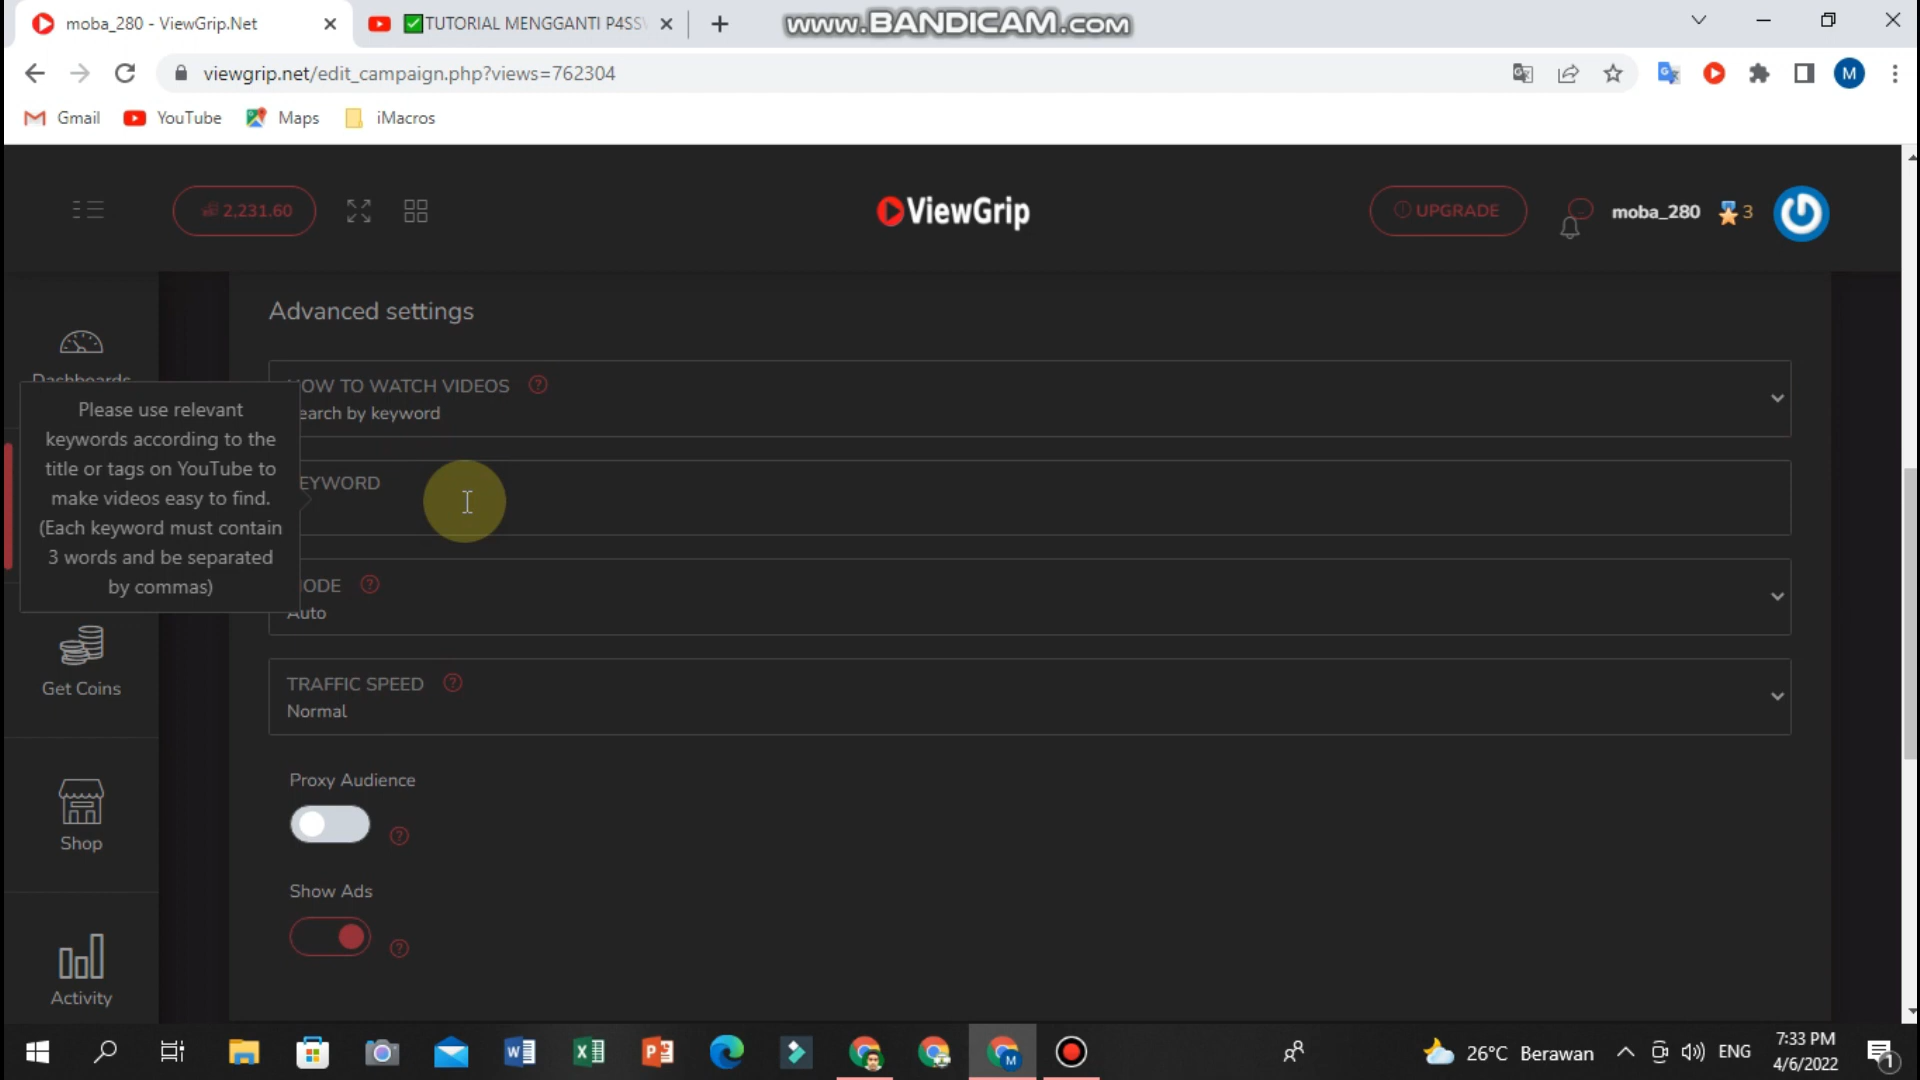 moba_280 - ViewGrip.Net
TUTORIAL MENGGANTI P4SS
www.BANDICAM.com
viewgrip.net/edit_campaign.php?views=762304
M
Gmail
YouTube
Maps
iMacros
2,231.60
ViewGrip
UPGRADE
moba_280
3
Advanced settings
Dashboards
OW TO WATCH VIDEOS
earch by keyword
Please use relevant
keywords according to the
title or tags on YouTube to
make videos easy to find.
(Each keyword must contain
3 words and be separated
by commas)
EYWORD
ODE
Auto
Get Coins
TRAFFIC SPEED
Normal
Proxy Audience
Shop
Show Ads
Activity
26°C Berawan
ENG
7:33 PM
4/6/2022
1